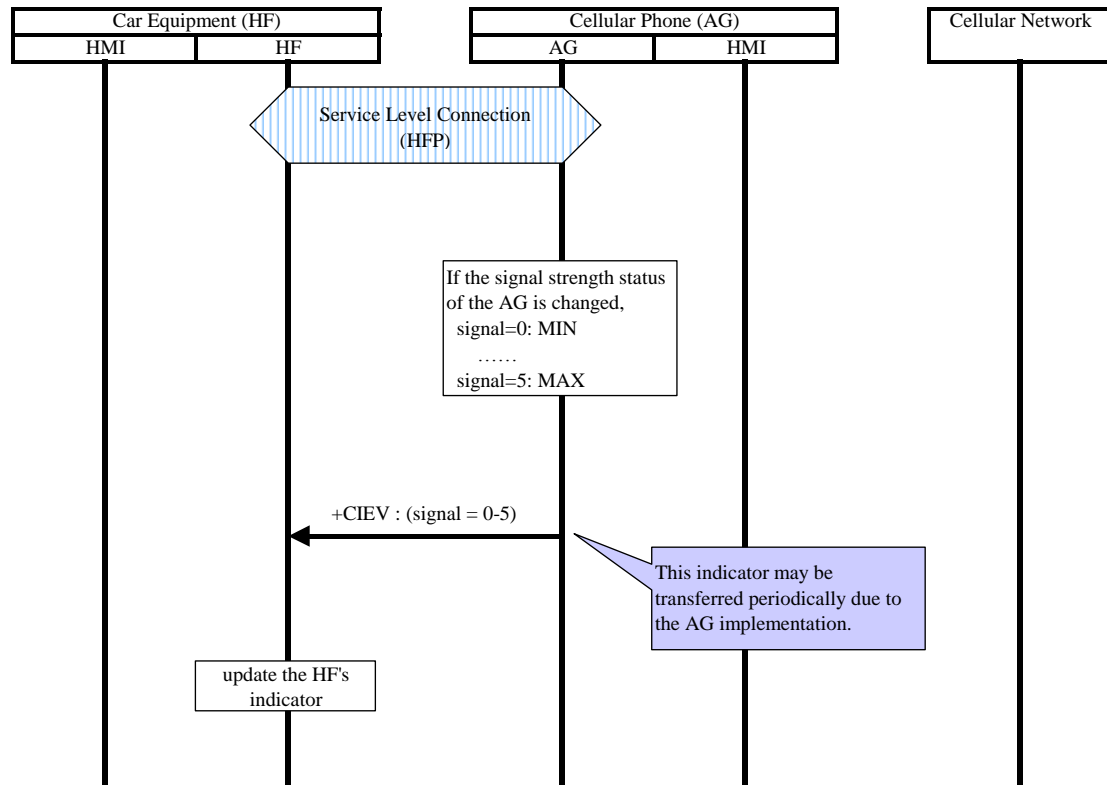 Car Equipment (HF)
Cellular Phone (AG)
Cellular Network
HMI
HF
AG
HMI
Service Level Connection
(HFP)
If the signal strength status
of the AG is changed,
signal=0: MIN
……
signal=5: MAX
+CIEV : (signal = 0-5)
This indicator may be
transferred periodically due to
the AG implementation.
update the HF's
indicator